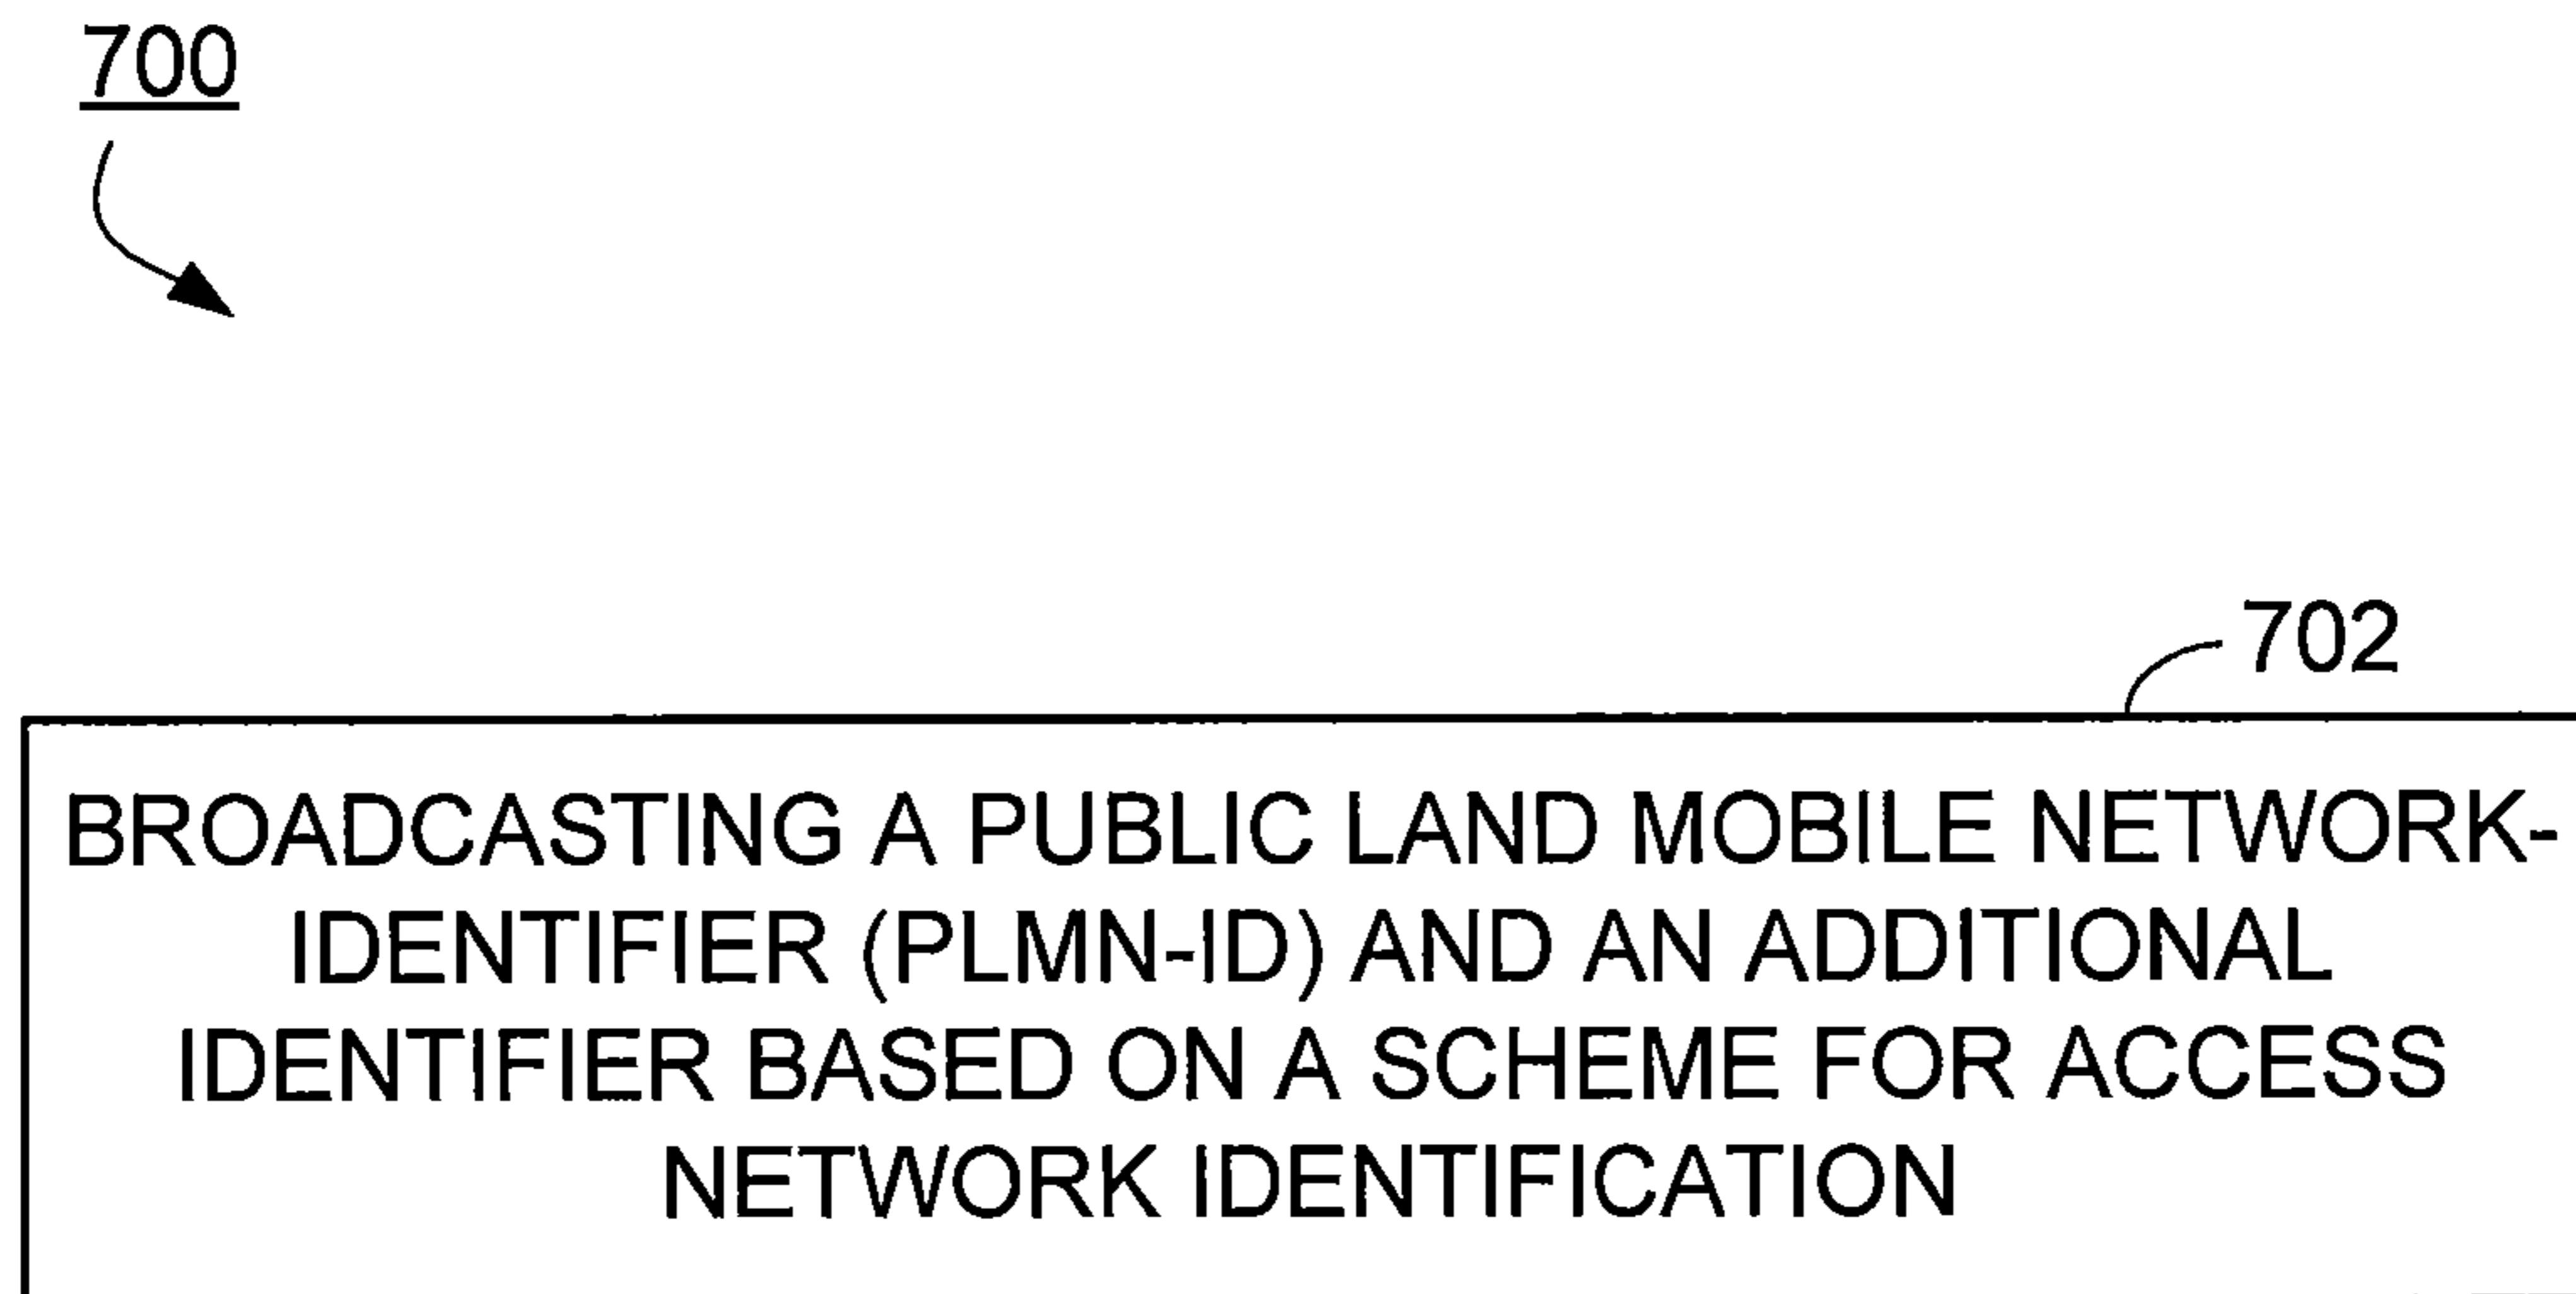 700
702
BROADCASTING A PUBLIC LAND MOBILE NETWORK-
IDENTIFIER (PLMN-ID) AND AN ADDITIONAL
IDENTIFIER BASED ON A SCHEME FOR ACCESS
NETWORK IDENTIFICATION